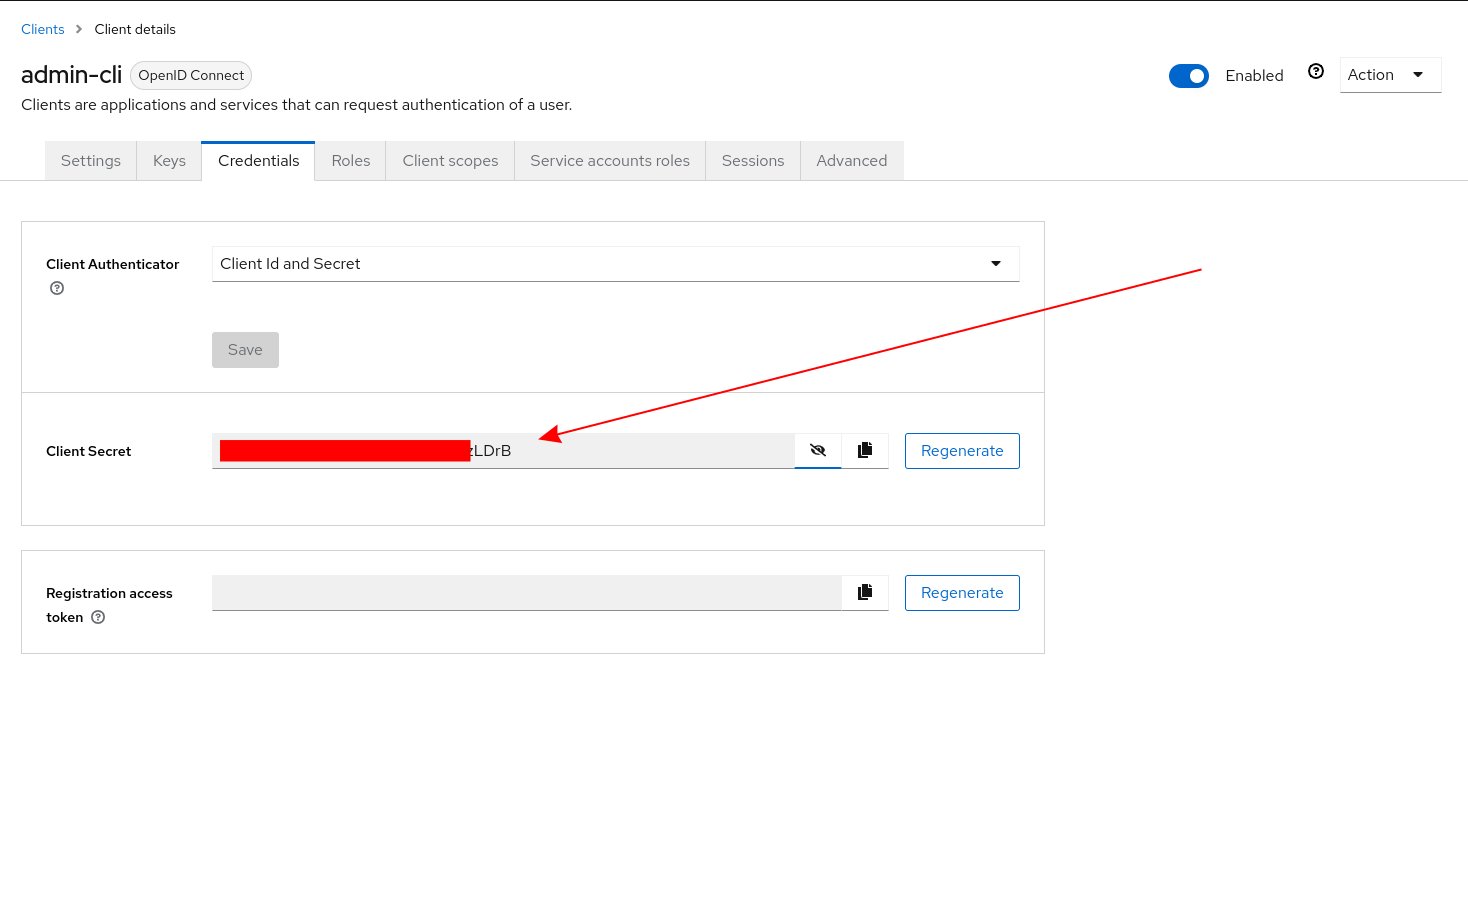 Clients > Client details
admin-cli OpenID Connect
Enabled
Action
Clients are applications and services that can request authentication of a user.
Settings Keys Credentials Roles Client scopes Service accounts roles Sessions Advanced
Client Authenticator
Client Id and Secret
Save
Client Secret
zLDrB
Regenerate
Registration access
token
Regenerate